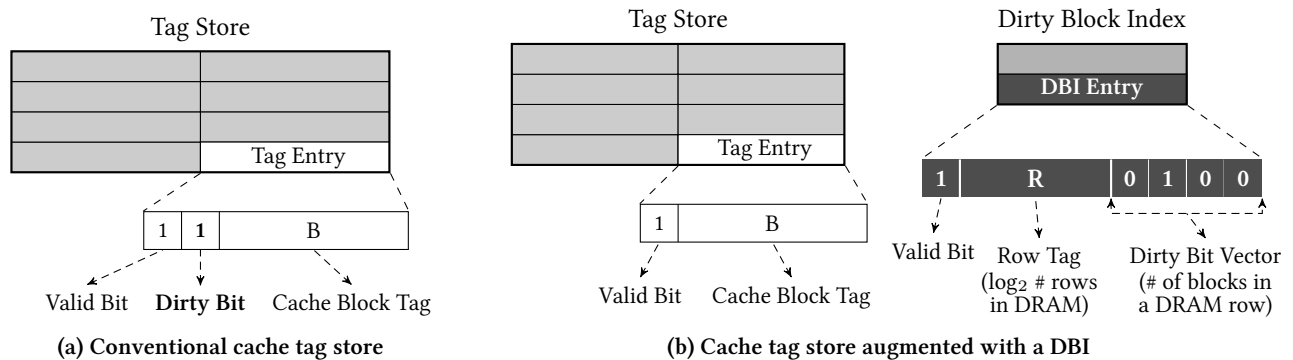 Tag Store
Tag Entry
1 1 B
Valid Bit
Dirty Bit
Cache Block Tag
(a) Conventional cache tag store
Tag Store
Tag Entry
1 B
Valid Bit
Cache Block Tag
Dirty Block Index
DBI Entry
1 R 0 1 0 0
Valid Bit
Row Tag
(log₂ # rows
in DRAM)
Dirty Bit Vector
(# of blocks in
a DRAM row)
(b) Cache tag store augmented with a DBI